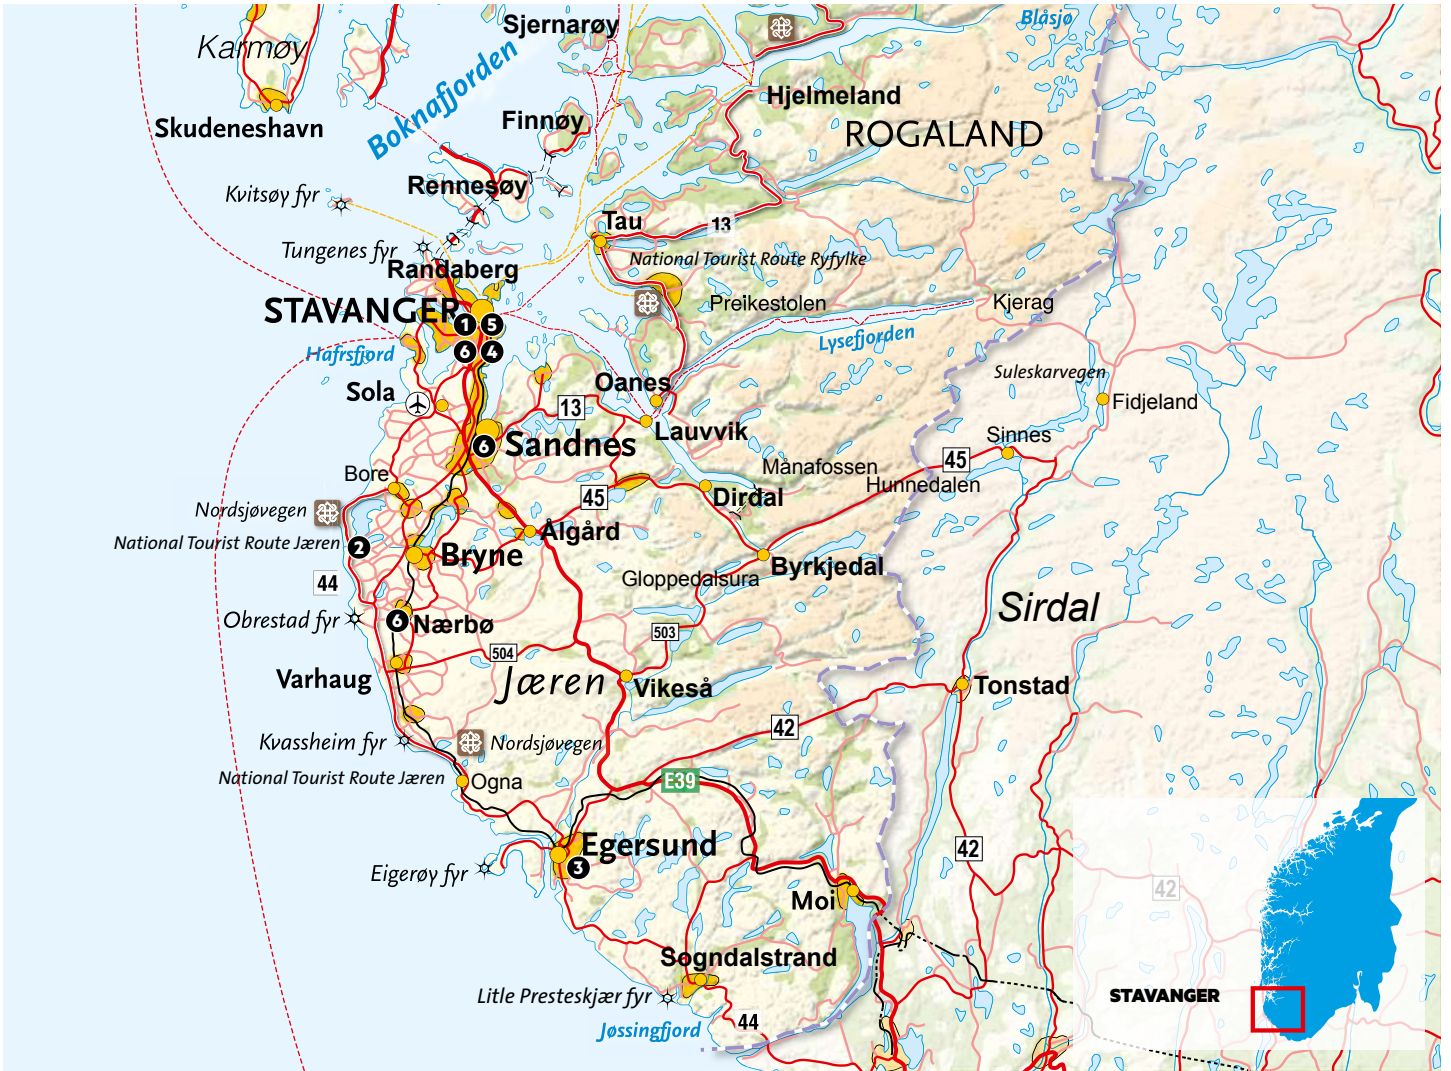 Karmøy
Sjernarøy
Blåsjø
Boknafjorden
Hjelmeland
Skudeneshavn
Finnøy
ROGALAND
Rennesøy
Kvitsøy fyr
Tau
13
Tungenes fyr
National Tourist Route Ryfylke
Randaberg
STAVANGER
Preikestolen
Kjerag
1
5
Lysefjorden
Hafrsfjord
6
4
Suleskarvegen
Oanes
Sola
Fidjeland
13
Lauvvik
Sinnes
6
Sandnes
45
Månafossen
Bore
Hunnedalen
45
Dirdal
Nordsjøvegen
Ålgård
National Tourist Route Jæren
2
Bryne
Byrkjedal
44
Gloppedalsura
Sirdal
Obrestad fyr
6
Nærbø
503
504
Varhaug
Jæren
Vikeså
Tonstad
42
Kvassheim fyr
Nordsjøvegen
National Tourist Route Jæren
Ogna
E39
Egersund
42
3
Eigerøy fyr
42
Moi
Sogndalstrand
Litle Presteskjær fyr
STAVANGER
44
Jøssingfjord